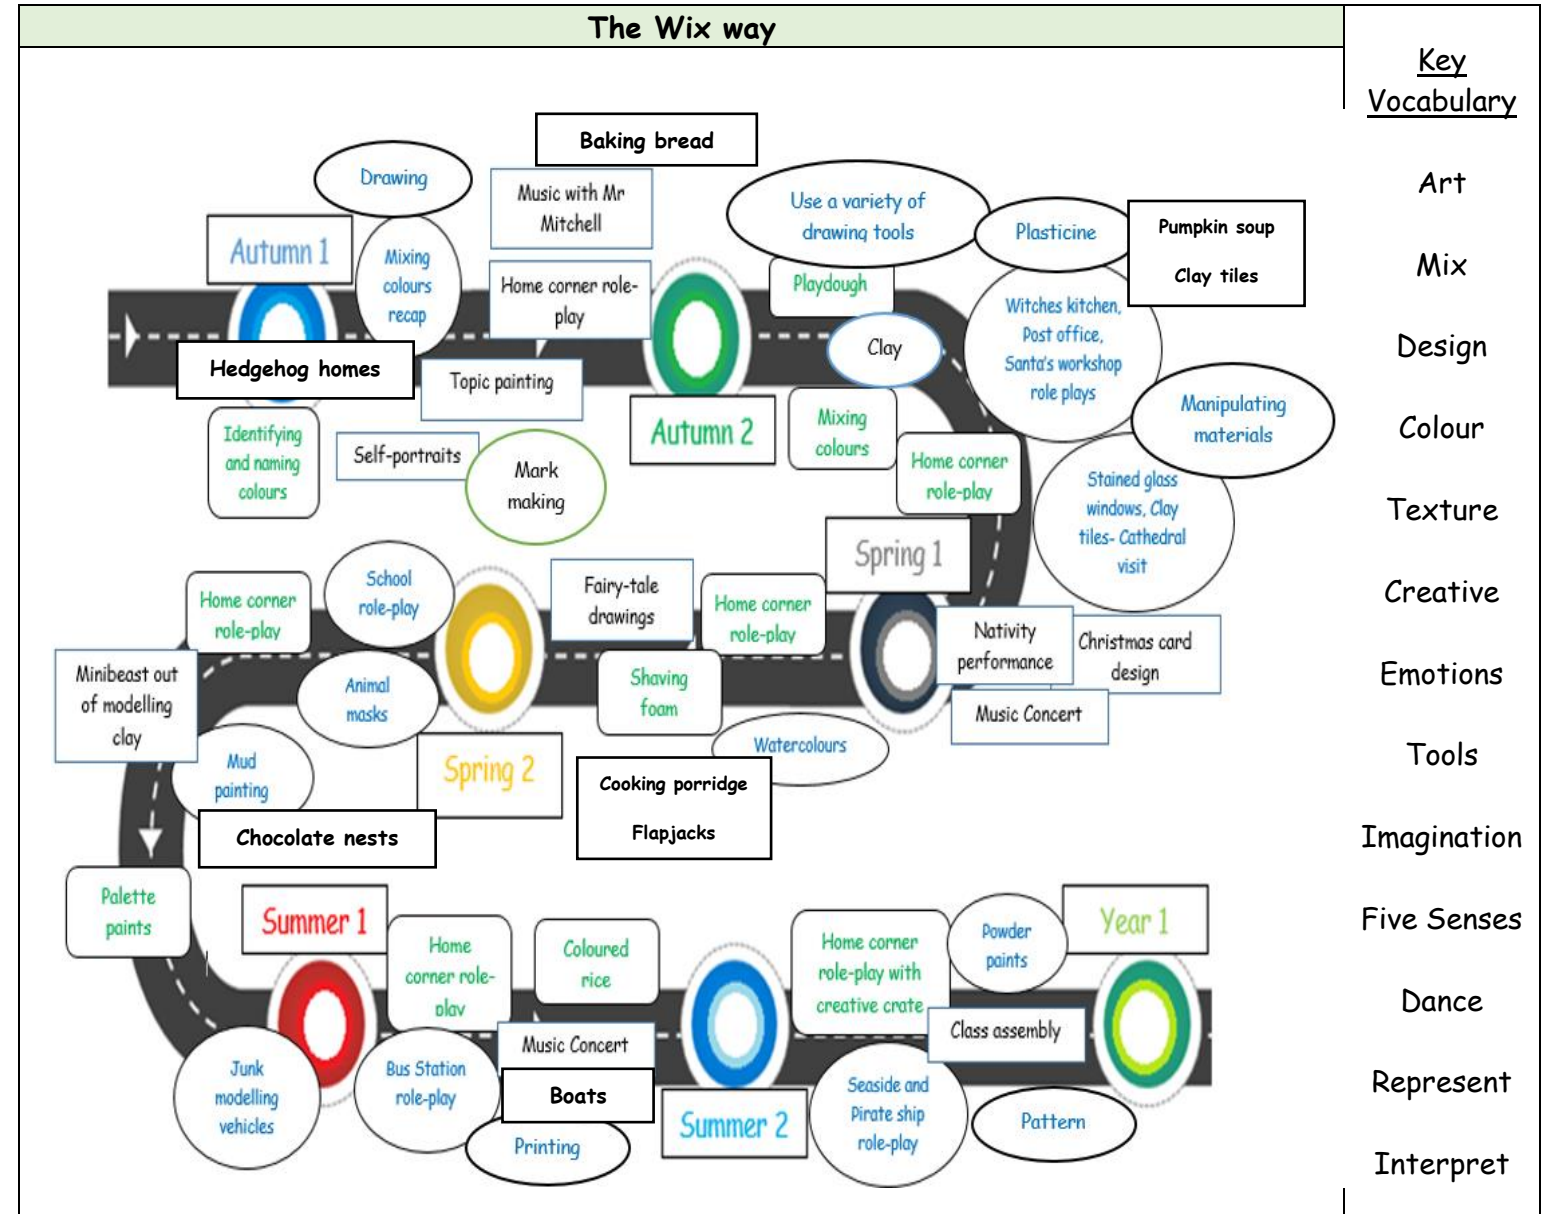 The Wix way
Key
Vocabulary
Art
Mix
Design
Colour
Texture
Creative
Emotions
Tools
Imagination
Five Senses
Dance
Represent
Interpret
Baking bread
Drawing
Music with Mr
Mitchell
Use a variety of
drawing tools
Plasticine
Pumpkin soup
Clay tiles
Autumn 1
Mixing
colours
recap
Home corner role-
play
Playdough
Witches kitchen,
Post office,
Santa's workshop
role plays
Clay
Hedgehog homes
Topic painting
Autumn 2
Mixing
colours
Manipulating
materials
Identifying
and naming
colours
Self-portraits
Mark
making
Home corner
role-play
Stained glass
windows, Clay
tiles- Cathedral
visit
Spring 1
Nativity
performance
Christmas card
design
Music Concert
Home corner
role-play
Fairy-tale
drawings
Shaving
foam
Watercolours
School
role-play
Home corner
role-play
Animal
masks
Minibeast out
of modelling
clay
Mud
painting
Spring 2
Cooking porridge
Flapjacks
Chocolate nests
Palette
paints
Summer 1
Home
corner role-
play
Coloured
rice
Home corner
role-play with
creative crate
Powder
paints
Year 1
Class assembly
Music Concert
Junk
modelling
vehicles
Bus Station
role-play
Boats
Printing
Summer 2
Seaside and
Pirate ship
role-play
Pattern